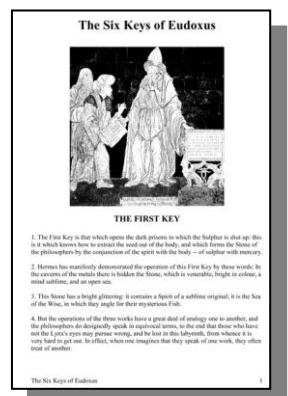 The Six Keys of Eudoxus
THE FIRST KEY
1. The First Key is that which opens the dark prisons in which the Sulphur is shut up: this
is it which knows how to extract the seed out of the body, and which forms the Stone of
the philosophers by the conjunction of the spirit with the body -- of sulphur with mercury.
2. Hermes has manifestly demonstrated the operation of this First Key by these words: In
the caverns of the metals there is hidden the Stone, which is venerable, bright in colour, a
mind sublime, and an open sea.
3. This Stone has a bright glittering: it contains a Spirit of a sublime original; it is the Sea
of the Wise, in which they angle for their mysterious Fish.
4. But the operations of the three works have a great deal of analogy one to another, and
the philosophers do designedly speak in equivocal terms, to the end that those who have
not the Lynx's eyes may pursue wrong, and be lost in this labyrinth, from whence it is
very hard to get out. In effect, when one imagines that they speak of one work, they often
treat of another.
The Six Keys of Eudoxus 1